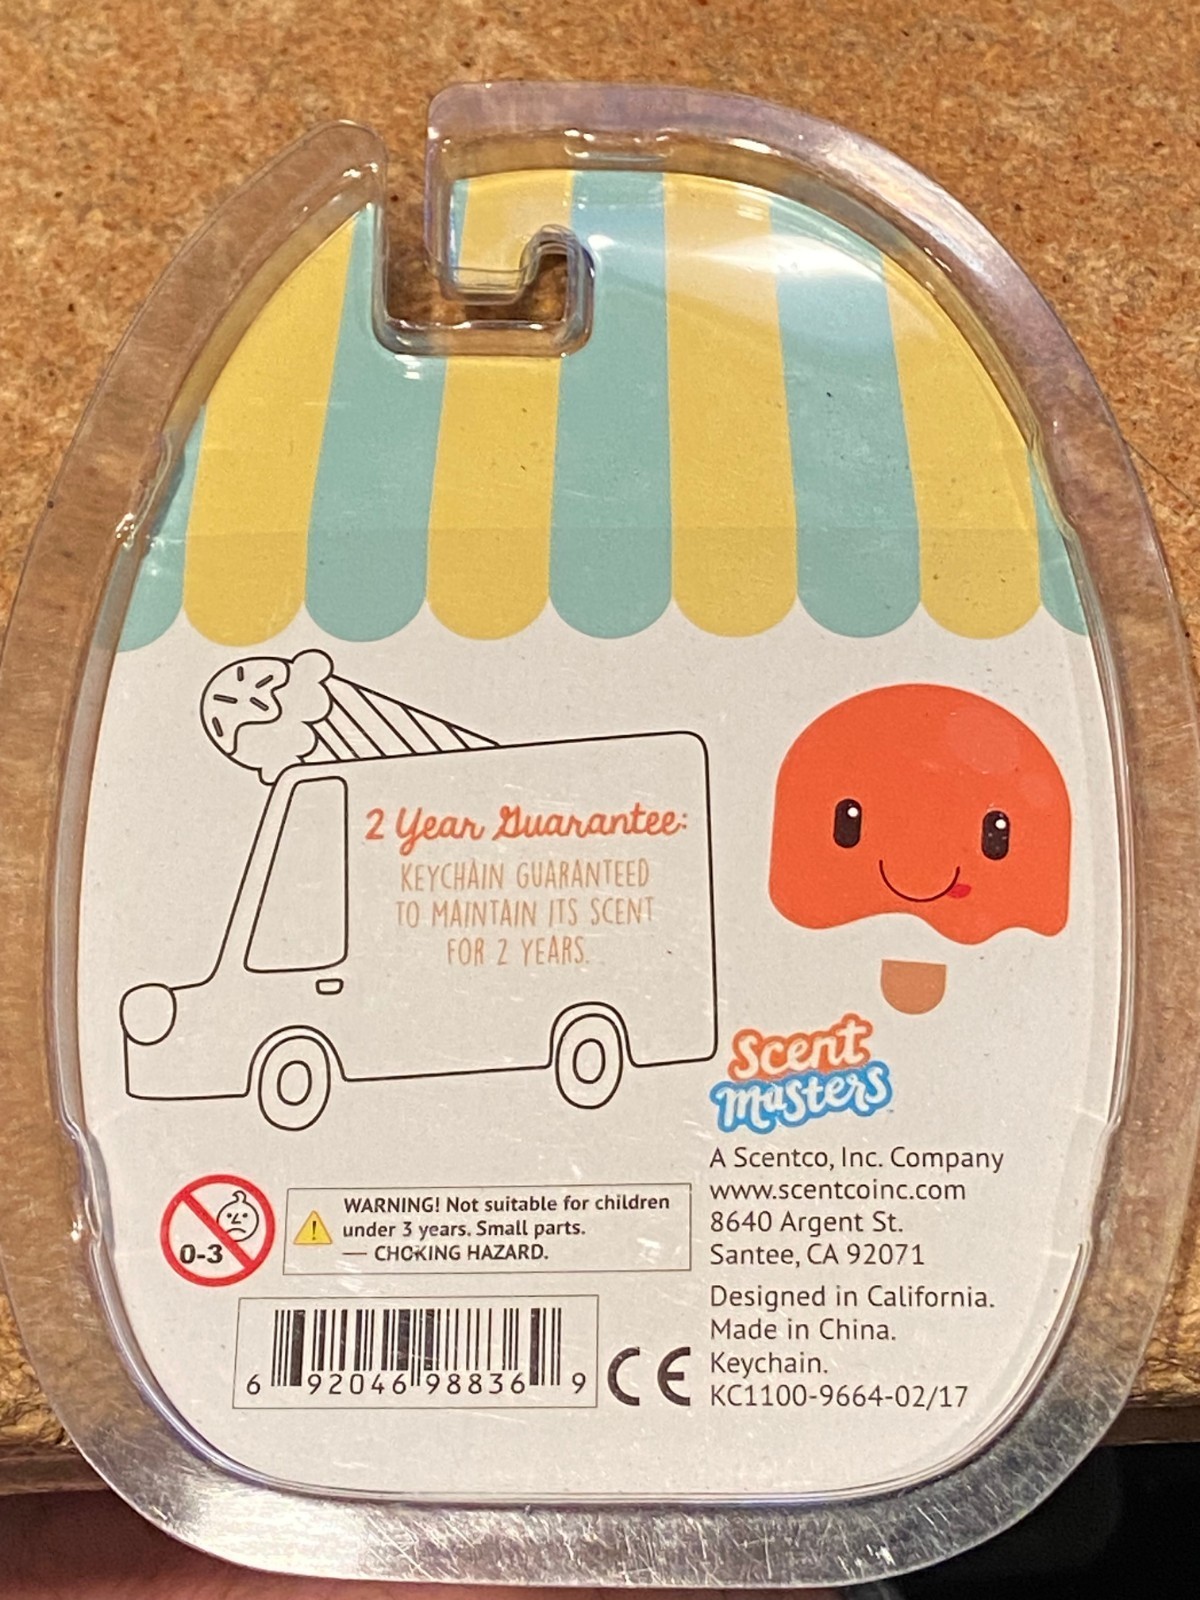 2 Year Guarantee:
KEYCHAIN GUARANTEED
TO MAINTAIN ITS SCENT
FOR 2 YEARS.
Scent
Masters
A Scentco, Inc. Company
www.scentcoinc.com
8640 Argent St.
Santee, CA 92071
Designed in California.
Made in China.
Keychain.
KC1100-9664-02/17
0-3
WARNING! Not suitable for children
under 3 years. Small parts.
— CHOKING HAZARD.
6 92046 98836 9
CE